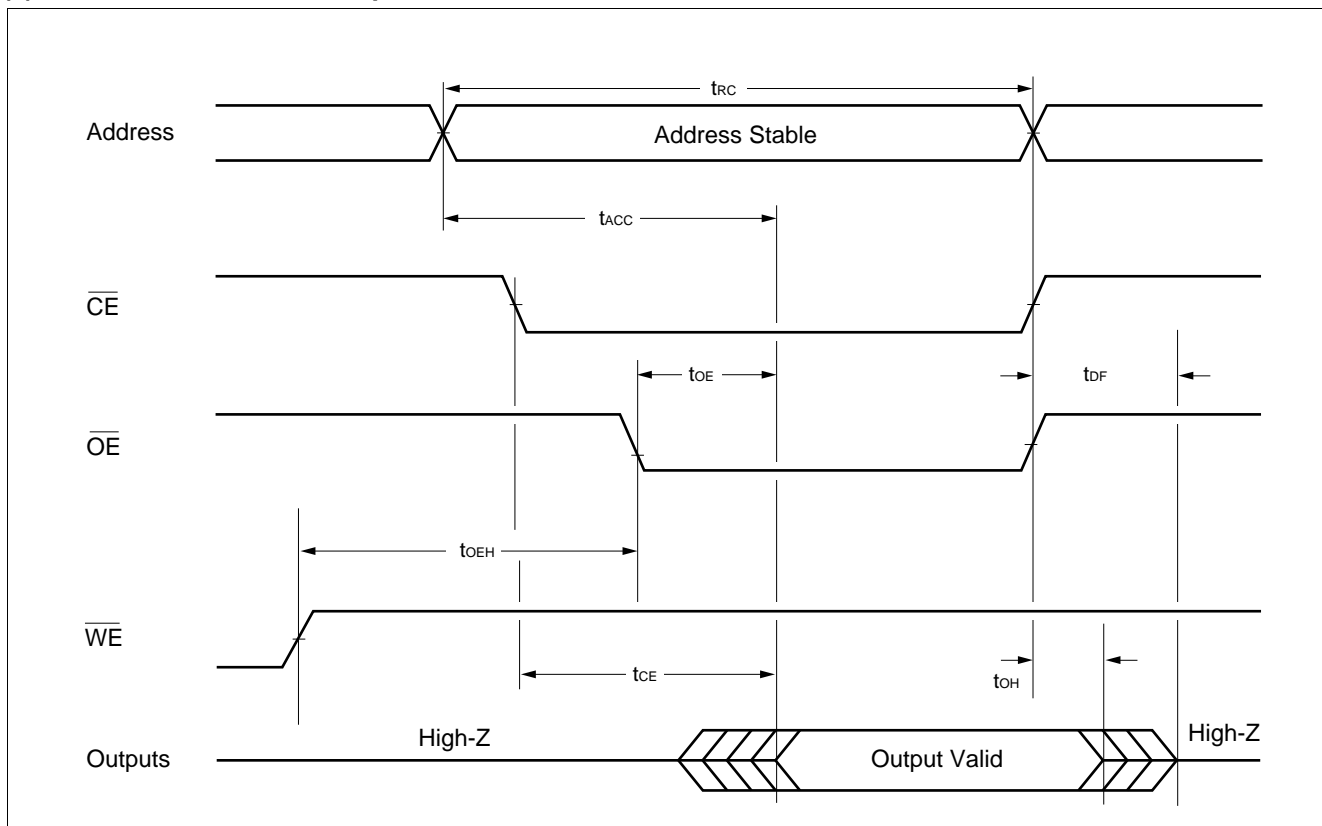 tRC
Address
Address Stable
tACC
CE
tOE
tDF
OE
tOEH
WE
tCE
tOH
High-Z
High-Z
Outputs
Output Valid